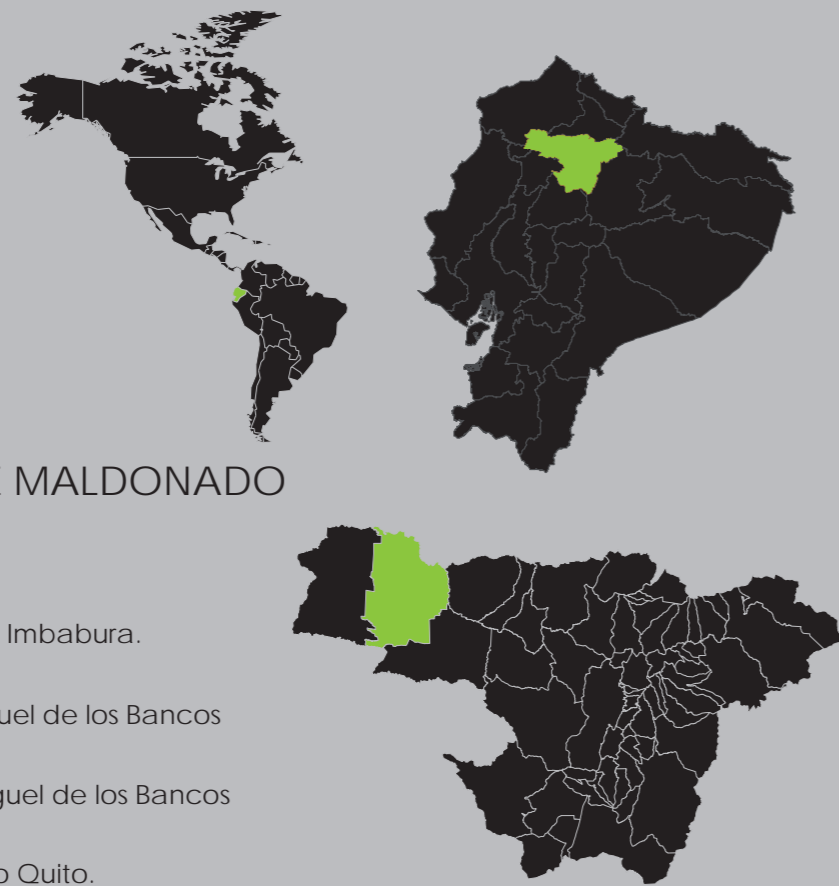 MALDONADO
Imbabura.
uel de los Bancos
guel de los Bancos
o Quito.